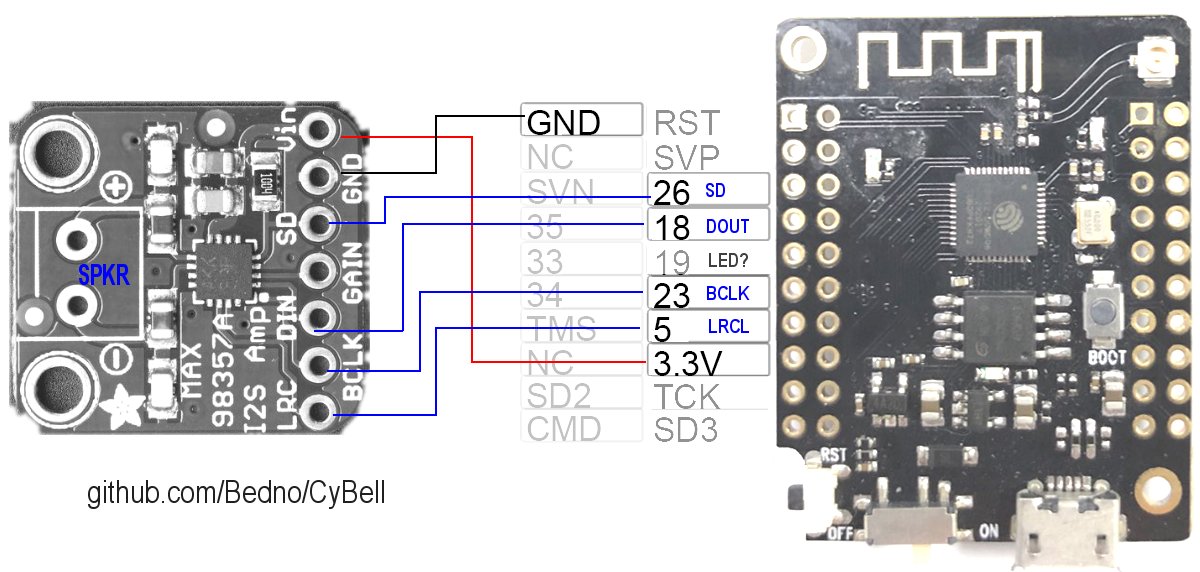 Vin
GND
SD
GAIN
DIN
BCLK
LRC
SPKR
MAX
98357A
I2S Amp
100
GND RST
NC SVP
SVN 26 SD
35 18 DOUT
33 19 LED?
34 23 BCLK
TMS 5 LRCL
NC 3.3V
SD2 TCK
CMD SD3
BOOT
RST
OFF
ON
github.com/Bedno/CyBell